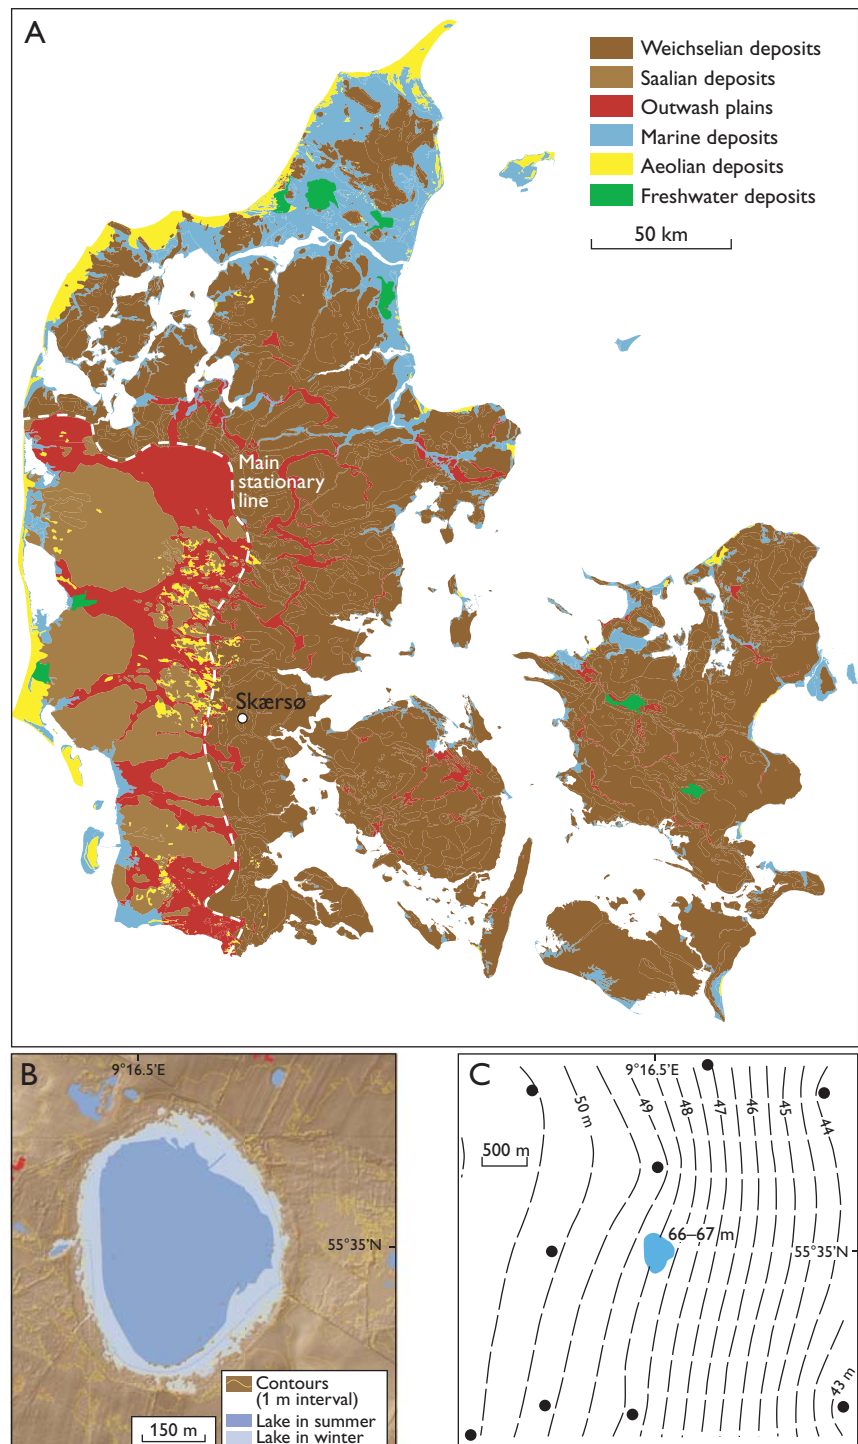 A
Weichselian deposits
Saalian deposits
Outwash plains
Marine deposits
Aeolian deposits
Freshwater deposits
50 km
Main
stationary
line
Skærsø
B
9°16.5'E
55°35'N
Contours
(1 m interval)
Lake in summer
Lake in winter
150 m
C
9°16.5'E
50 m
49
48
47
46
45
44
500 m
66–67 m
55°35'N
43 m